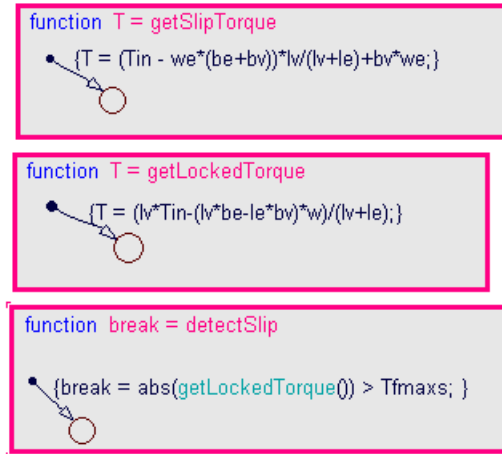 function T = getSlipTorque
{T = (Tin - we*(be+bv))*Iv/(Iv+Ie)+bv*we;}
function T = getLockedTorque
{T = (Iv*Tin-(Iv*be-Ie*bv)*w)/(Iv+Ie);}
function break = detectSlip
{break = abs(getLockedTorque()) > Tfmaxs; }